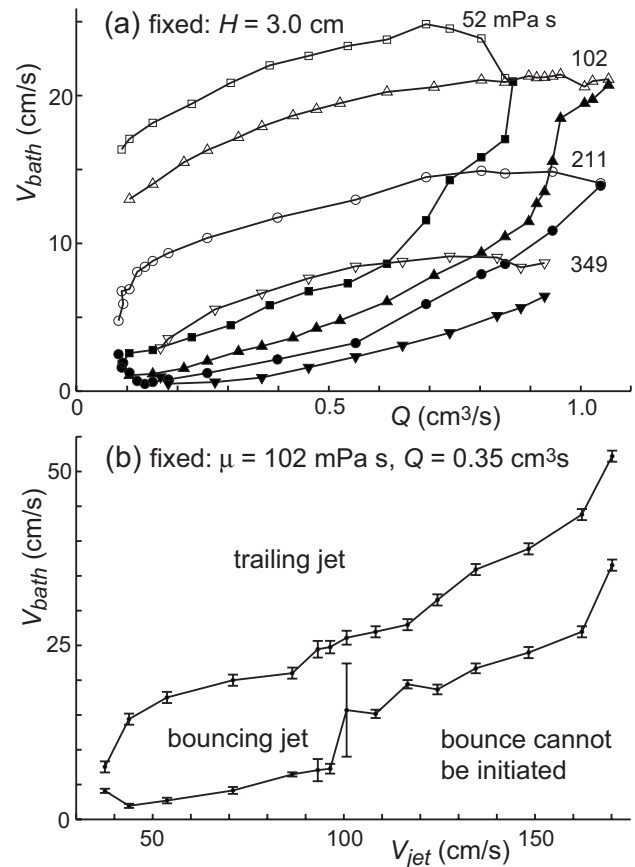 (a) fixed: H = 3.0 cm
52 mPa s
102
211
349
20
10
0
V_bath (cm/s)
0
0.5
1.0
Q (cm³/s)
(b) fixed: μ = 102 mPa s, Q = 0.35 cm³s
50
25
0
V_bath (cm/s)
trailing jet
bouncing jet
bounce cannot
be initiated
50
100
150
V_jet (cm/s)